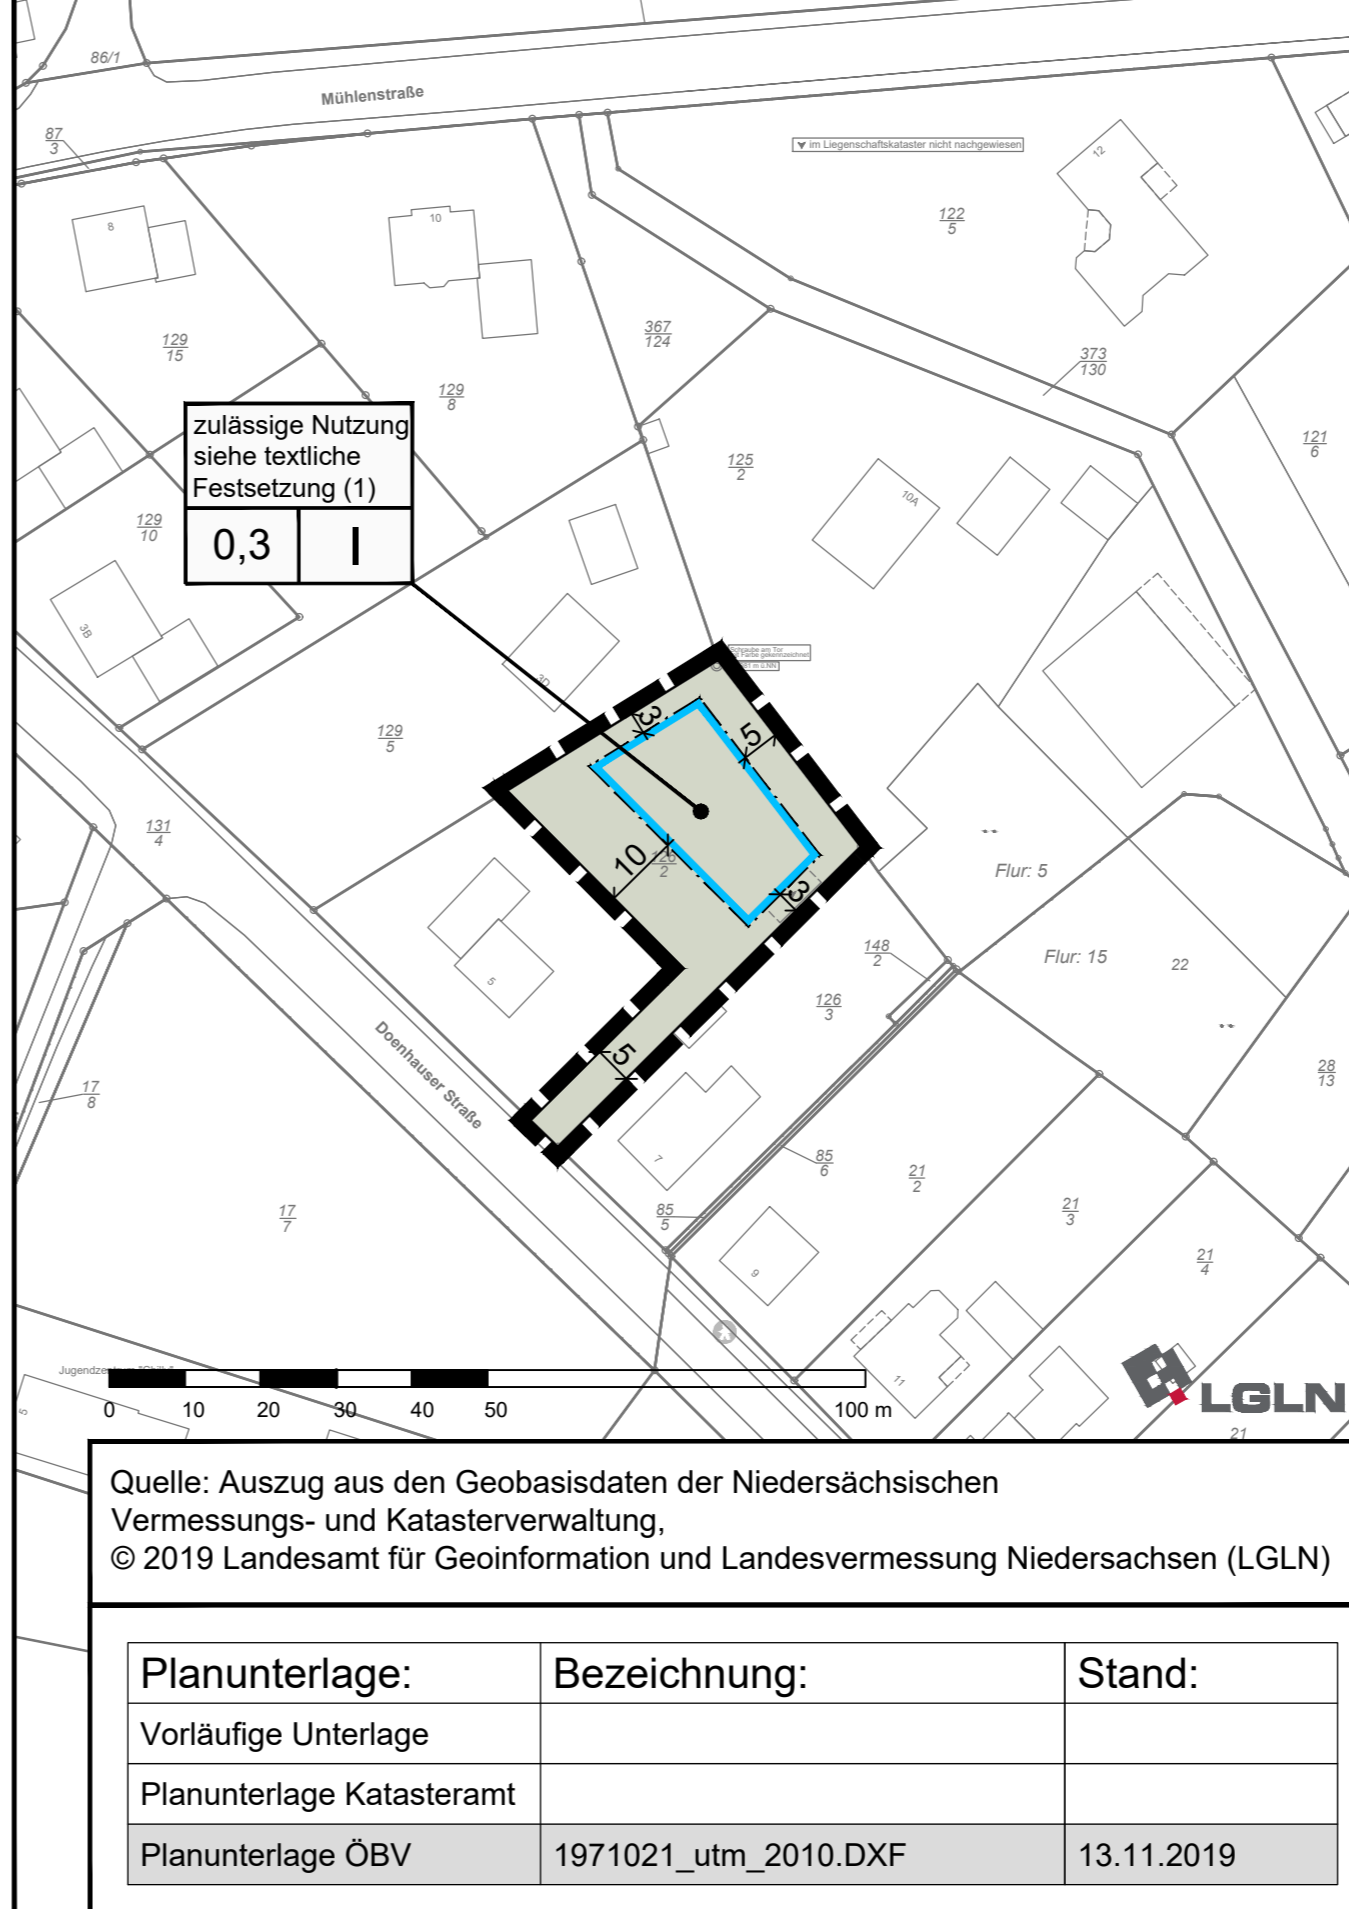 86/1
Mühlenstraße
87
3
im Liegenschaftskataster nicht nachgewiesen
12
8
10
122
5
129
15
367
124
373
130
129
8
zulässige Nutzung
siehe textliche
Festsetzung (1)
0,3
I
121
6
125
2
10A
129
10
3B
Schraube am Tor
3D
3
5
129
5
131
4
10
2
3
Flur: 5
Flur: 15
22
148
2
126
3
5
5
Doenhauser Straße
28
13
17
8
7
85
6
21
2
21
3
85
5
17
7
21
4
9
11
5
LGLN
0
10
20
30
40
50
100 m
21
Quelle: Auszug aus den Geobasisdaten der Niedersächsischen
Vermessungs- und Katasterverwaltung,
© 2019 Landesamt für Geoinformation und Landesvermessung Niedersachsen (LGLN)
Planunterlage:
Bezeichnung:
Stand:
Vorläufige Unterlage
Planunterlage Katasteramt
Planunterlage ÖBV
1971021_utm_2010.DXF
13.11.2019